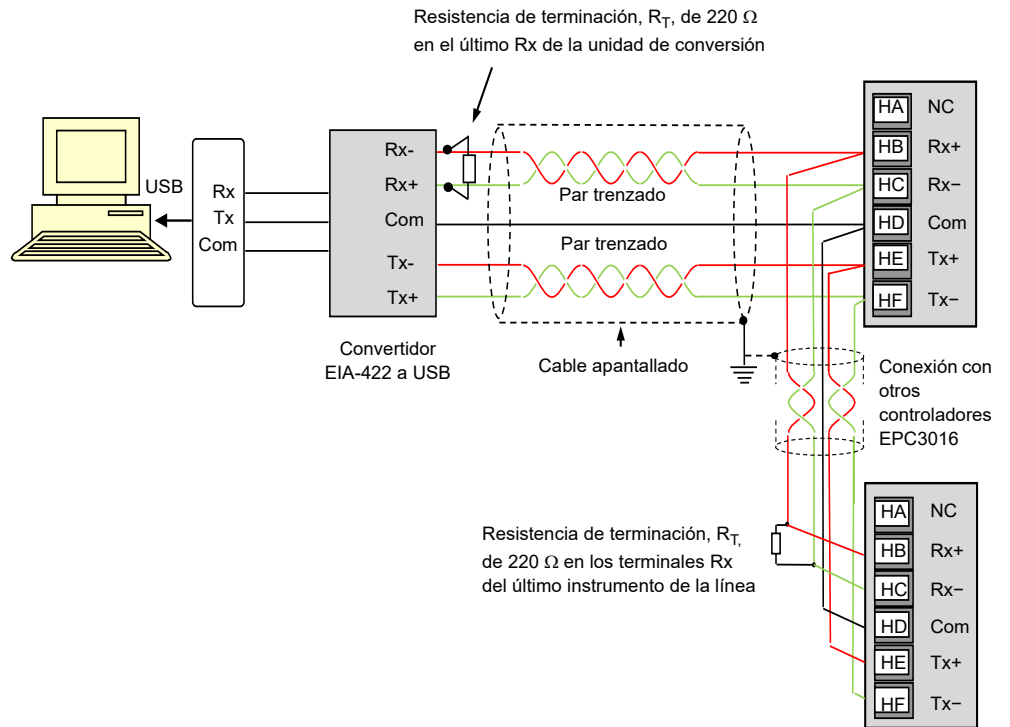 Resistencia de terminación, RT, de 220 Ω
en el último Rx de la unidad de conversión
USB
Rx
Tx
Com
Rx-
Rx+
Com
Tx-
Tx+
Convertidor
EIA-422 a USB
Par trenzado
Par trenzado
Cable apantallado
HA NC
HB Rx+
HC Rx−
HD Com
HE Tx+
HF Tx−
Conexión con
otros
controladores
EPC3016
Resistencia de terminación, RT,
de 220 Ω en los terminales Rx
del último instrumento de la línea
HA NC
HB Rx+
HC Rx−
HD Com
HE Tx+
HF Tx−